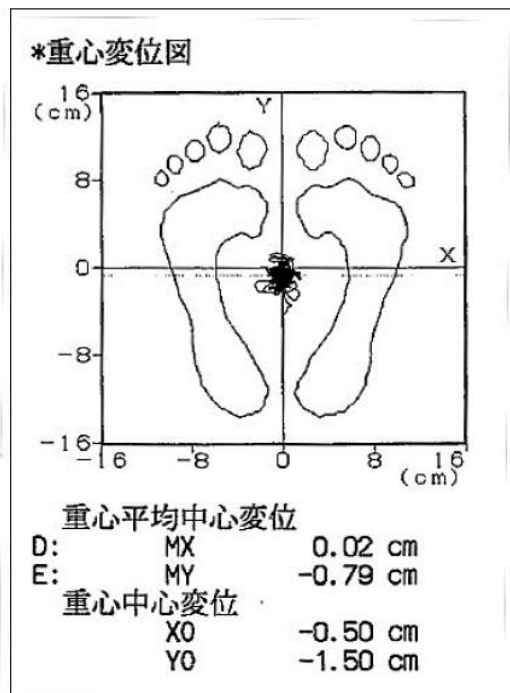 *重心変位図
16
(cm)
Y
8
X
0
-8
-16
-16 -8 0 8 16
(cm)
重心平均中心変位
D: MX 0.02 cm
E: MY -0.79 cm
重心中心変位
X0 -0.50 cm
Y0 -1.50 cm